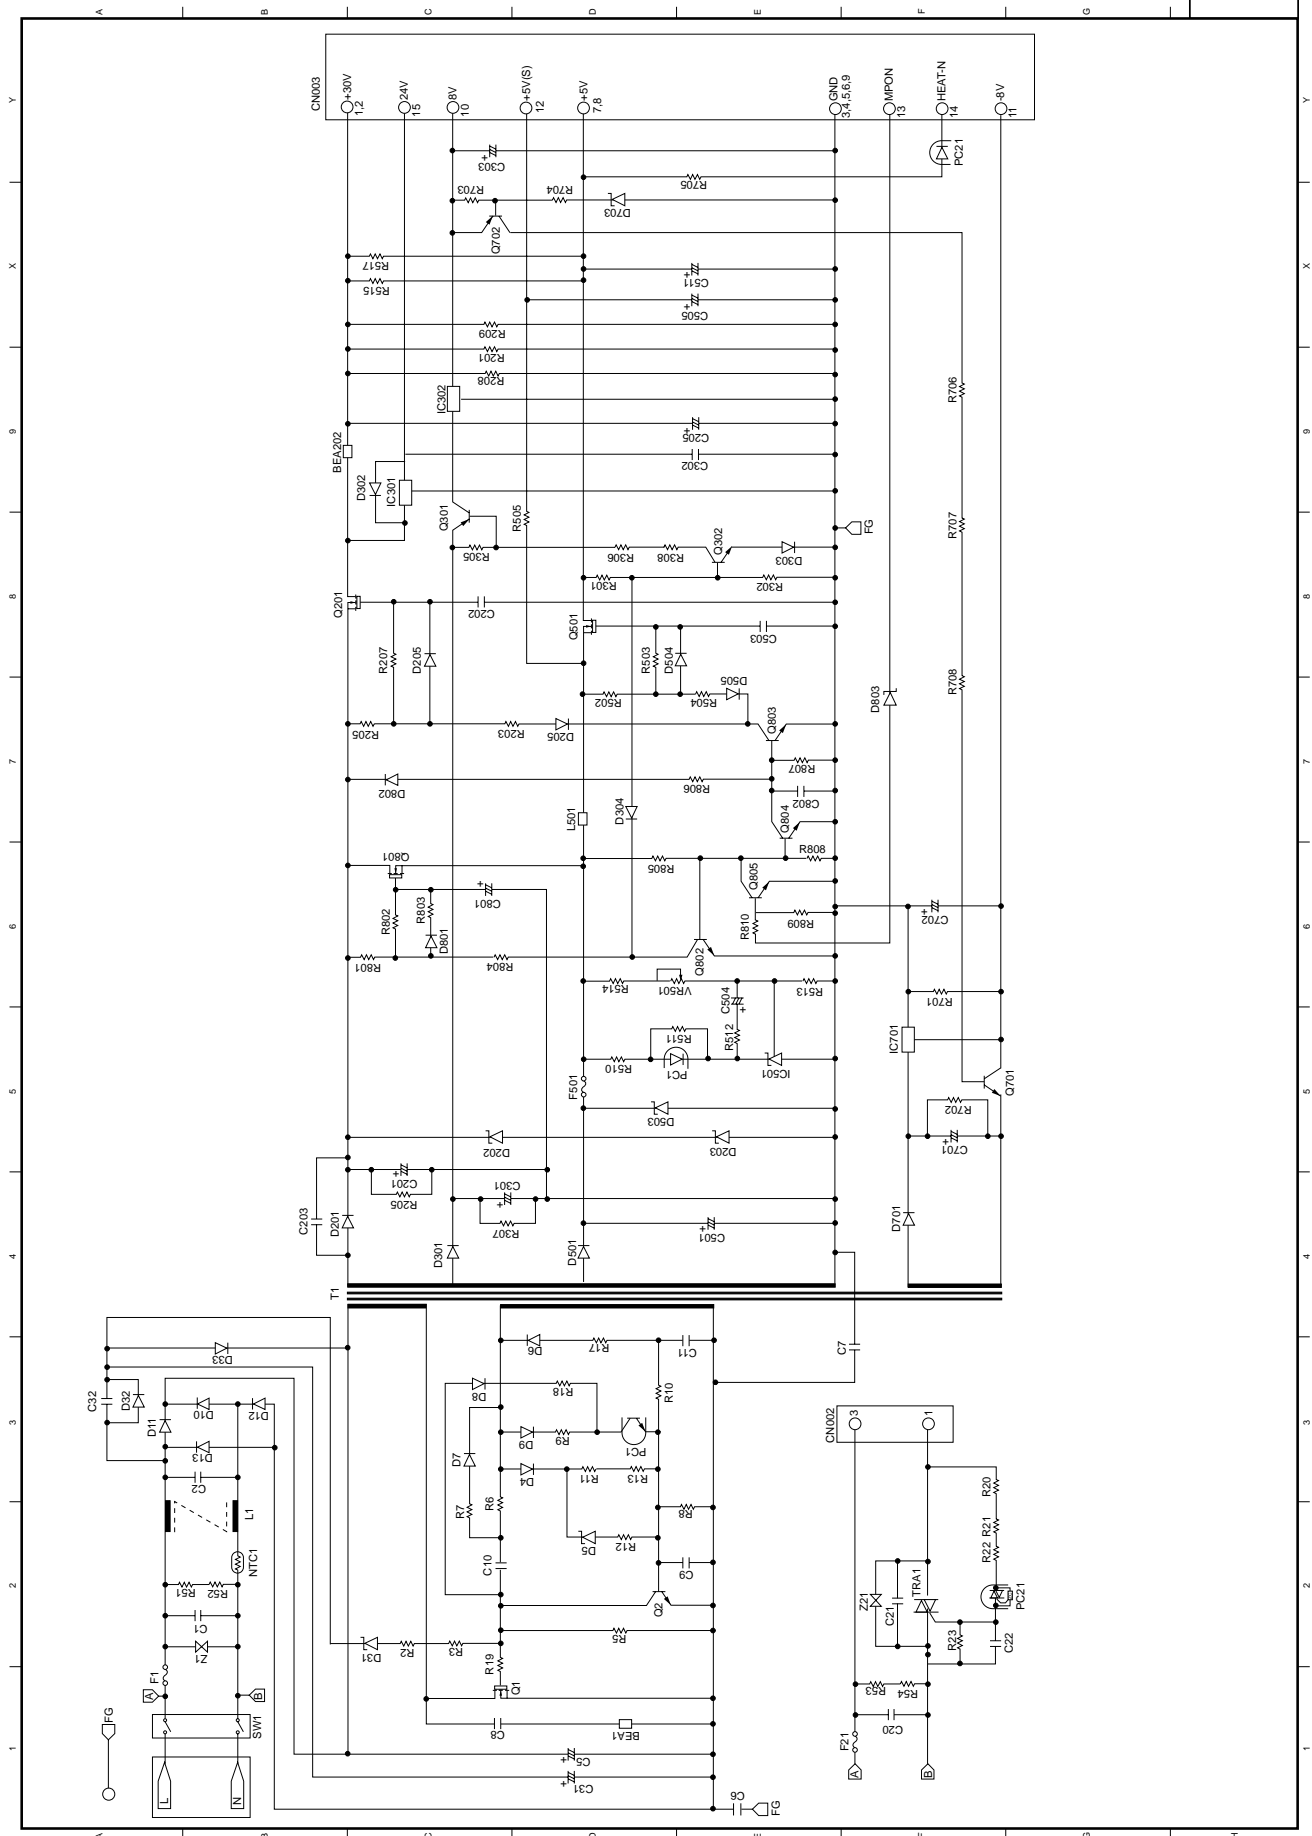 A
B
C
D
E
F
G
CN003
+30V
1,2
24V
15
8V
10
+5V(S)
12
+5V
7,8
GND
3,4,5,6,9
MPON
13
HEAT-N
14
-8V
11
Y
Y
C303
PC21
R703
R704
R705
D703
Q702
X
X
R517
R515
C511
C505
R209
R201
R208
IC302
R706
9
9
BEA202
C205
C302
D302
IC301
Q301
R505
Q302
FG
R707
R305
R306
R308
D303
R301
R302
8
8
Q201
C202
Q501
C503
R207
D205
R503
D504
R708
D505
D803
R502
R504
R205
R203
D205
Q803
7
7
R807
D802
R806
C802
D304
Q804
L501
Q801
R805
R808
Q805
C801
R802
R803
R810
R809
C702
6
6
D801
R801
R804
Q802
R514
VR501
C504
R513
R701
R511
R512
IC701
R510
PC1
IC501
F501
Q701
5
5
R702
D503
C701
D202
D203
C201
C301
R205
C203
D201
R307
C501
D701
4
4
D301
D501
T1
D33
D6
R17
C11
C7
C32
D32
D10
D12
D8
R18
R10
D11
3
3
CN002
3
1
D13
D9
R9
PC1
D7
C2
D4
R11
R13
R20
L1
R7
R6
R8
R21
D5
R12
R22
NTC1
C10
C9
R51
R52
2
2
Z21
C21
TRA1
PC21
Q2
C1
R5
R23
C22
Z1
D31
R2
R3
R19
F1
A
B
Q1
R53
R54
FG
SW1
C8
BEA1
C20
F21
1
1
C5
A
B
C31
L
N
C6
FG